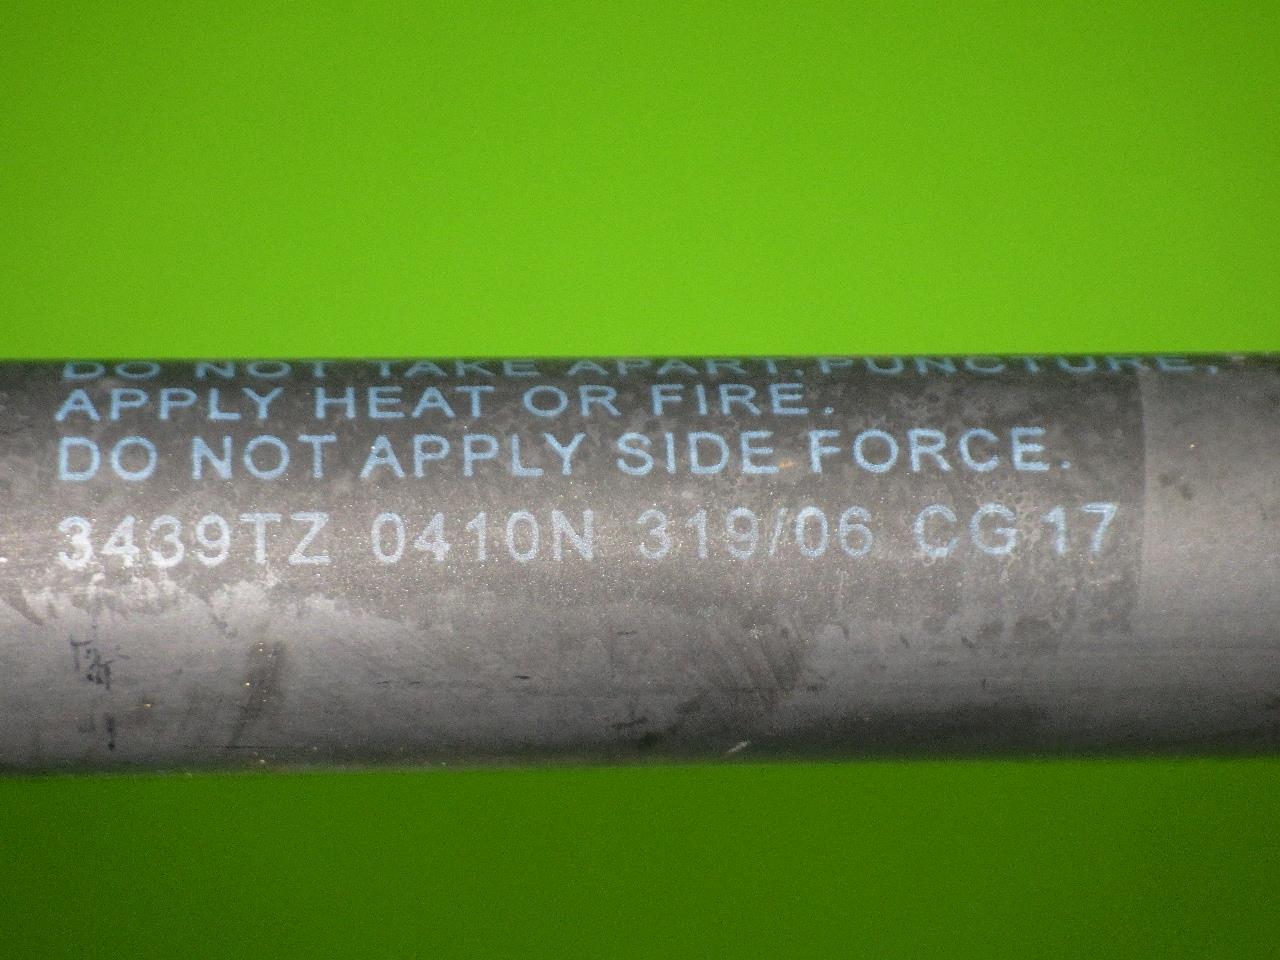 DO NOT TAKE APART, PUNCTURE,
APPLY HEAT OR FIRE.
DO NOT APPLY SIDE FORCE.
3439TZ 0410N 319/06 CG17